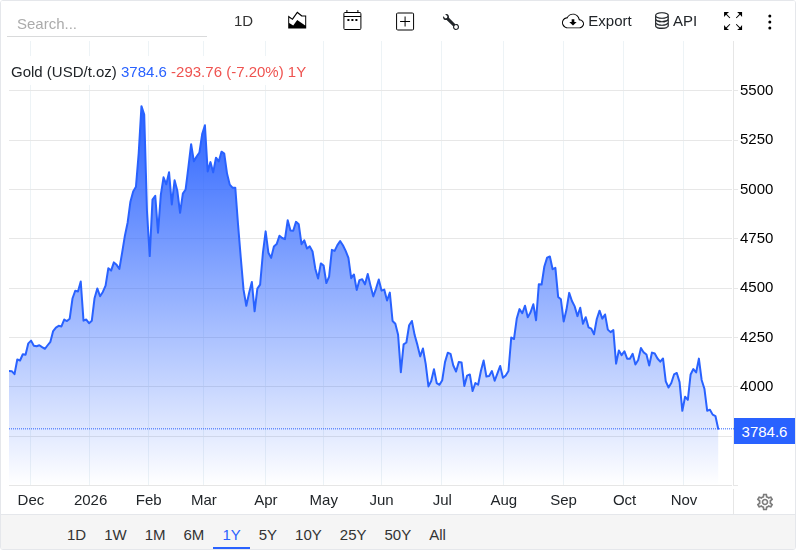 Search... 1D Export API
Gold (USD/t.oz) 3784.6 -293.76 (-7.20%) 1Y
5500
5250
5000
4750
4500
4250
4000
3784.6
Dec 2026 Feb Mar Apr May Jun Jul Aug Sep Oct Nov
1D 1W 1M 6M 1Y 5Y 10Y 25Y 50Y All